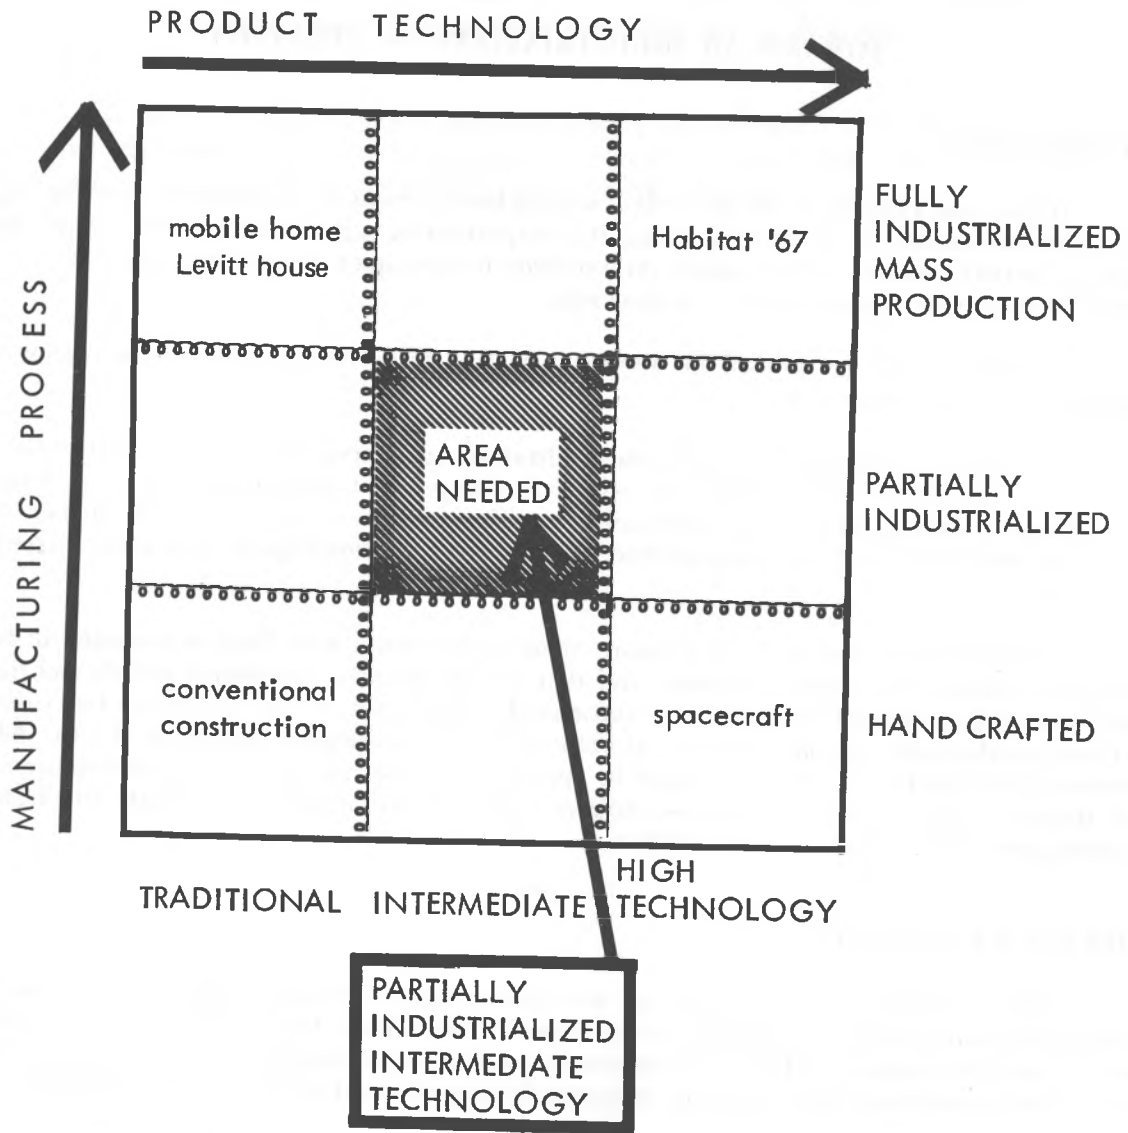 PRODUCT TECHNOLOGY
MANUFACTURING PROCESS
mobile home
Levitt house
Habitat '67
FULLY
INDUSTRIALIZED
MASS
PRODUCTION
AREA
NEEDED
PARTIALLY
INDUSTRIALIZED
conventional
construction
spacecraft
HAND CRAFTED
TRADITIONAL
INTERMEDIATE
HIGH
TECHNOLOGY
PARTIALLY
INDUSTRIALIZED
INTERMEDIATE
TECHNOLOGY